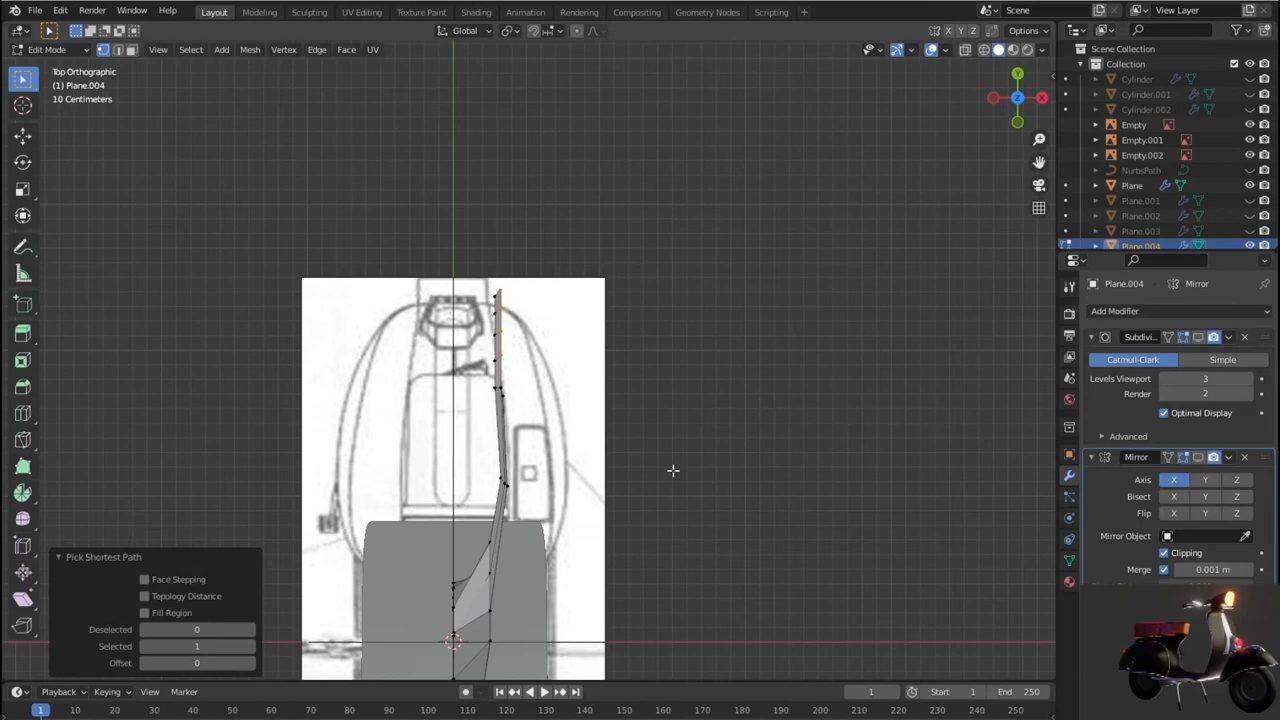 File Edit Render Window Help Layout Modeling Sculpting UV Editing Texture Paint Shading Animation Rendering Compositing Geometry Nodes Scripting + Scene View Layer
Global X Y Z Options
Edit Mode View Select Add Mesh Vertex Edge Face UV
Top Orthographic
(1) Plane.004
10 Centimeters
Y
Z
X
Scene Collection
Collection
Cylinder
Cylinder.001
Cylinder.002
Empty
Empty.001
Empty.002
NurbsPath
Plane
Plane.001
Plane.002
Plane.003
Plane.004
Plane.004 Mirror
Add Modifier
Subdivi...
Catmull-Clark Simple
Levels Viewport 3
Render 2
Optimal Display
Advanced
Mirror
Axis X Y Z
Bisect X Y Z
Flip X Y Z
Mirror Object
Clipping
Merge 0.001 m
Pick Shortest Path
Face Stepping
Topology Distance
Fill Region
Deselected 0
Selected 1
Offset 0
Playback Keying View Marker 1 Start 1 End 250
1 10 20 30 40 50 60 70 80 90 100 110 120 130 140 150 160 170 180 190 200 210 220 230 240 250